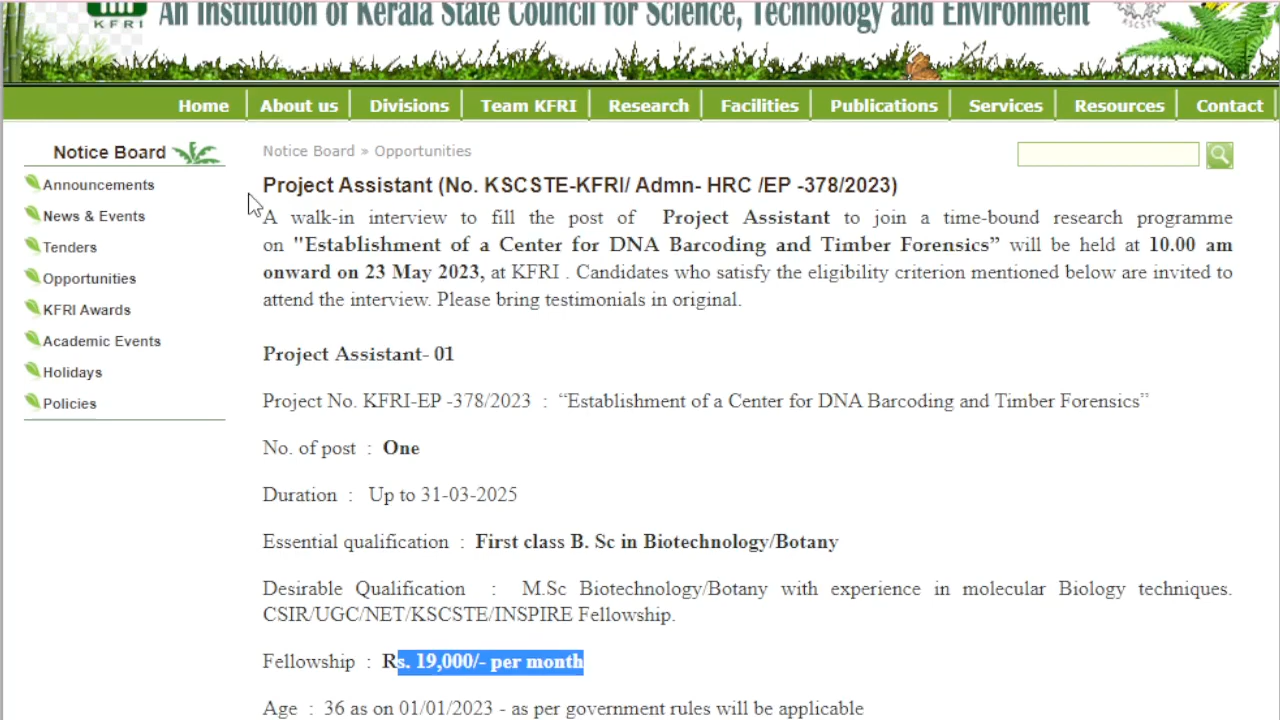 KFRI
An Institution of Kerala State Council for Science, Technology and Environment
KSCSTE
Home About us Divisions Team KFRI Research Facilities Publications Services Resources Contact
Notice Board
Announcements
News & Events
Tenders
Opportunities
KFRI Awards
Academic Events
Holidays
Policies
Notice Board » Opportunities
Project Assistant (No. KSCSTE-KFRI/ Admn- HRC /EP -378/2023)
A walk-in interview to fill the post of Project Assistant to join a time-bound research programme
on "Establishment of a Center for DNA Barcoding and Timber Forensics” will be held at 10.00 am
onward on 23 May 2023, at KFRI . Candidates who satisfy the eligibility criterion mentioned below are invited to
attend the interview. Please bring testimonials in original.
Project Assistant- 01
Project No. KFRI-EP -378/2023 : “Establishment of a Center for DNA Barcoding and Timber Forensics”
No. of post : One
Duration : Up to 31-03-2025
Essential qualification : First class B. Sc in Biotechnology/Botany
Desirable Qualification : M.Sc Biotechnology/Botany with experience in molecular Biology techniques.
CSIR/UGC/NET/KSCSTE/INSPIRE Fellowship.
Fellowship : Rs. 19,000/- per month
Age : 36 as on 01/01/2023 - as per government rules will be applicable